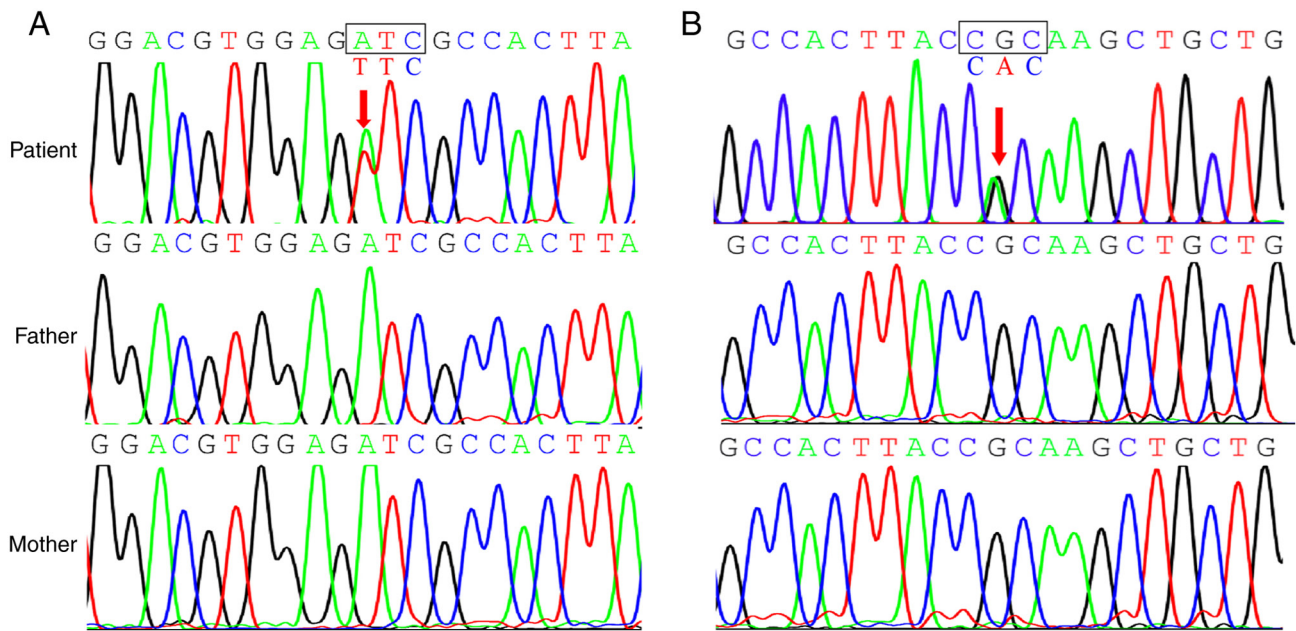 A
GGACGTGGAGATCGCCACTTA
TTC
Patient
GGACGTGGAGATCGCCACTTA
Father
GGACGTGGAGATCGCCACTTA
Mother
B
GCCACTTACCGCAAGCTGCTG
CAC
GCCACTTACCGCAAGCTGCTG
GCCACTTACCGCAAGCTGCTG